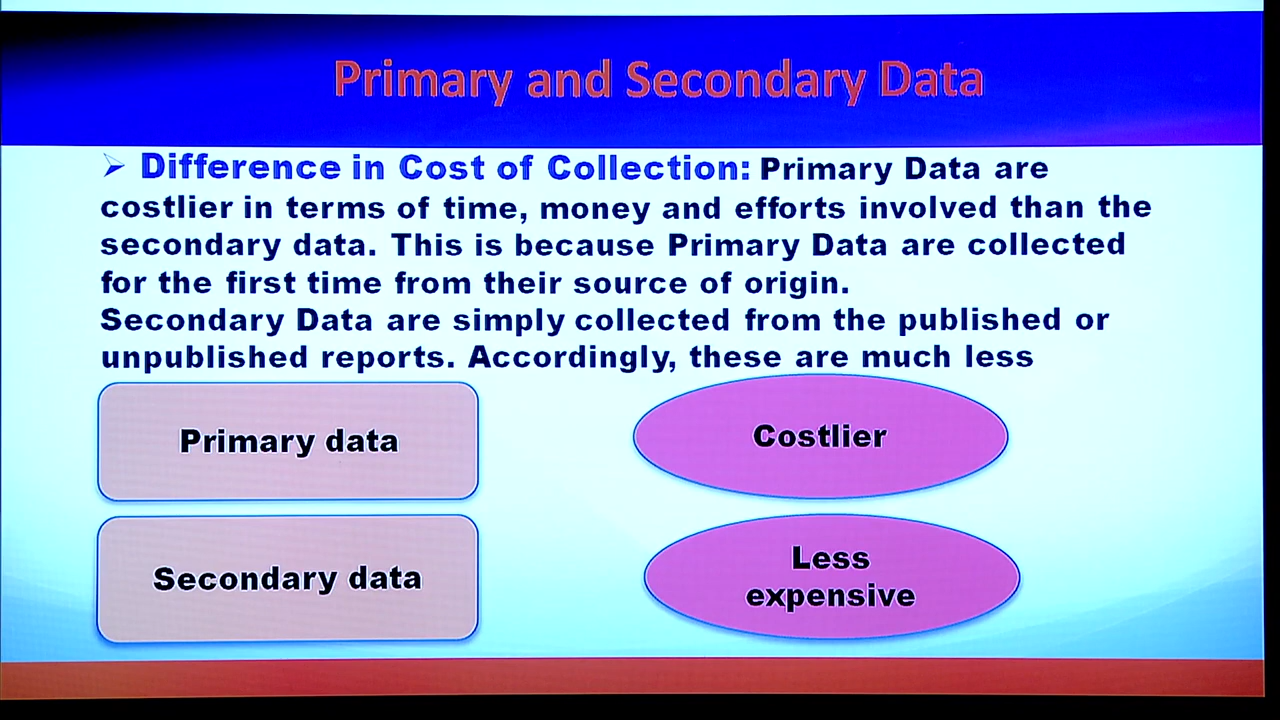 Primary and Secondary Data
➢ Difference in Cost of Collection: Primary Data are
costlier in terms of time, money and efforts involved than the
secondary data. This is because Primary Data are collected
for the first time from their source of origin.
Secondary Data are simply collected from the published or
unpublished reports. Accordingly, these are much less
Primary data
Costlier
Secondary data
Less
expensive